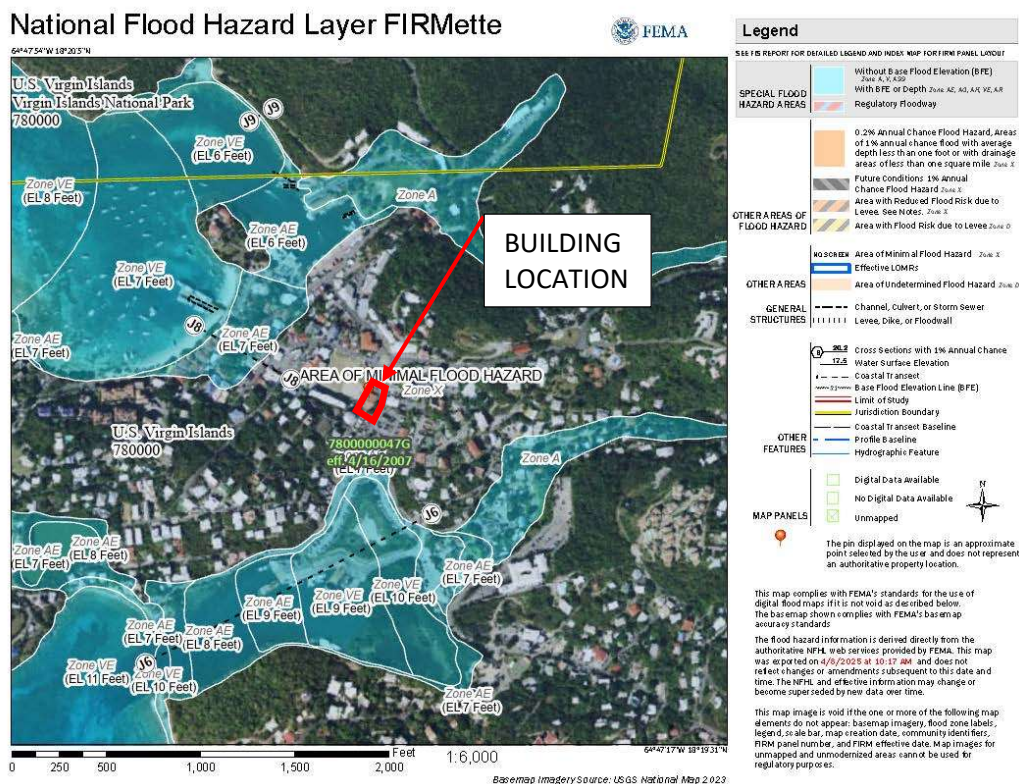 National Flood Hazard Layer FIRMette
FEMA
64°47'54"W 18°20'5"N
U.S. Virgin Islands
Virgin Islands National Park
780000
J9
J9
Zone VE
(EL 6 Feet)
Zone VE
(EL 8 Feet)
Zone A
Zone AE
(EL 6 Feet)
Zone VE
(EL 7 Feet)
BUILDING
LOCATION
J8
Zone AE
(EL 7 Feet)
Zone AE
(EL 7 Feet)
J8
AREA OF MINIMAL FLOOD HAZARD
Zone X
U.S. Virgin Islands
780000
7800000047G
eff. 4/16/2007
(EL 7 Feet)
Zone A
J6
Zone AE
(EL 7 Feet)
Zone AE
(EL 8 Feet)
Zone AE
(EL 7 Feet)
Zone VE
(EL 10 Feet)
Zone VE
(EL 9 Feet)
Zone AE
(EL 9 Feet)
Zone AE
(EL 8 Feet)
Zone AE
(EL 7 Feet)
J6
Zone VE
(EL 11 Feet)
Zone VE
(EL 10 Feet)
Zone AE
(EL 7 Feet)
0 250 500 1,000 1,500 2,000 Feet
1:6,000
64°47'17"W 18°19'31"N
Basemap Imagery Source: USGS National Map 2023
Legend
SEE FIS REPORT FOR DETAILED LEGEND AND INDEX MAP FOR FIRM PANEL LAYOUT
SPECIAL FLOOD
HAZARD AREAS
Without Base Flood Elevation (BFE)
Zone A, V, A99
With BFE or Depth Zone AE, AO, AH, VE, AR
Regulatory Floodway
OTHER AREAS OF
FLOOD HAZARD
0.2% Annual Chance Flood Hazard, Areas
of 1% annual chance flood with average
depth less than one foot or with drainage
areas of less than one square mile Zone X
Future Conditions 1% Annual
Chance Flood Hazard Zone X
Area with Reduced Flood Risk due to
Levee. See Notes. Zone X
Area with Flood Risk due to Levee Zone D
OTHER AREAS
NO SCREEN Area of Minimal Flood Hazard Zone X
Effective LOMRs
Area of Undetermined Flood Hazard Zone D
GENERAL
STRUCTURES
Channel, Culvert, or Storm Sewer
Levee, Dike, or Floodwall
OTHER
FEATURES
B 20.2 Cross Sections with 1% Annual Chance
17.5 Water Surface Elevation
8 Coastal Transect
Base Flood Elevation Line (BFE)
Limit of Study
Jurisdiction Boundary
Coastal Transect Baseline
Profile Baseline
Hydrographic Feature
MAP PANELS
Digital Data Available
No Digital Data Available
Unmapped
N
The pin displayed on the map is an approximate
point selected by the user and does not represent
an authoritative property location.
This map complies with FEMA's standards for the use of
digital flood maps if it is not void as described below.
The basemap shown complies with FEMA's basemap
accuracy standards
The flood hazard information is derived directly from the
authoritative NFHL web services provided by FEMA. This map
was exported on 4/8/2025 at 10:17 AM and does not
reflect changes or amendments subsequent to this date and
time. The NFHL and effective information may change or
become superseded by new data over time.
This map image is void if the one or more of the following map
elements do not appear: basemap imagery, flood zone labels,
legend, scale bar, map creation date, community identifiers,
FIRM panel number, and FIRM effective date. Map images for
unmapped and unmodernized areas cannot be used for
regulatory purposes.